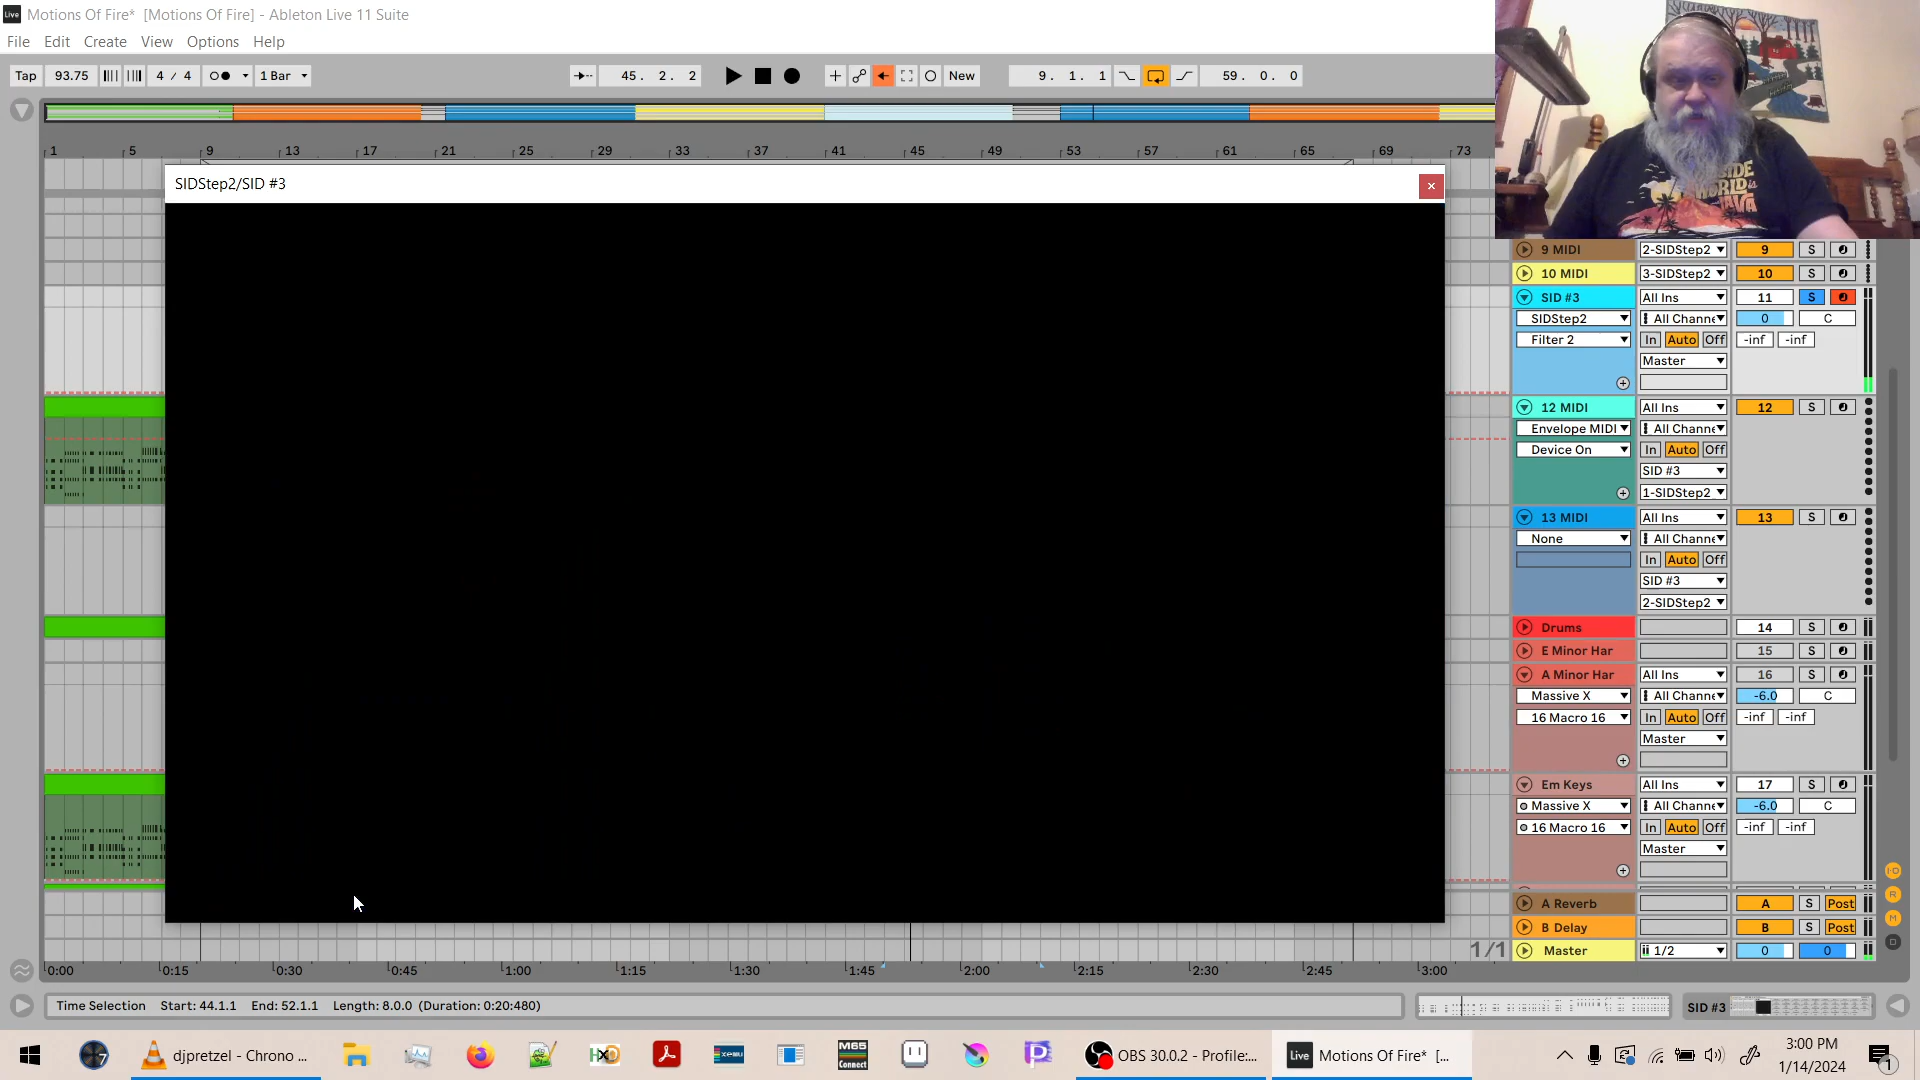 Motions Of Fire*  [Motions Of Fire] - Ableton Live 11 Suite
File Edit Create View Options Help
Tap 93.75 4 / 4 1 Bar 45. 2. 2 New 9. 1. 1 59. 0. 0
1 5 9 13 17 21 25 29 33 37 41 45 49 53 57 61 65 69 73
SIDStep2/SID #3
9 MIDI 2-SIDStep2 9 S
10 MIDI 3-SIDStep2 10 S
SID #3 All Ins 11 S
SIDStep2 All Channe 0 C
Filter 2 In Auto Off -inf -inf
Master
12 MIDI All Ins 12 S
Envelope MIDI All Channe
Device On In Auto Off
SID #3
1-SIDStep2
13 MIDI All Ins 13 S
None All Channe
In Auto Off
SID #3
2-SIDStep2
Drums 14 S
E Minor Har 15 S
A Minor Har All Ins 16 S
Massive X All Channe -6.0 C
16 Macro 16 In Auto Off -inf -inf
Master
Em Keys All Ins 17 S
Massive X All Channe -6.0 C
16 Macro 16 In Auto Off -inf -inf
Master
A Reverb A S Post
B Delay B S Post
1/1 Master 1/2 0 0
0:00 0:15 0:30 0:45 1:00 1:15 1:30 1:45 2:00 2:15 2:30 2:45 3:00
Time Selection Start: 44.1.1 End: 52.1.1 Length: 8.0.0 (Duration: 0:20:480)
SID #3
djpretzel - Chrono ...
OBS 30.0.2 - Profile:...
Live Motions Of Fire* [...
3:00 PM
1/14/2024